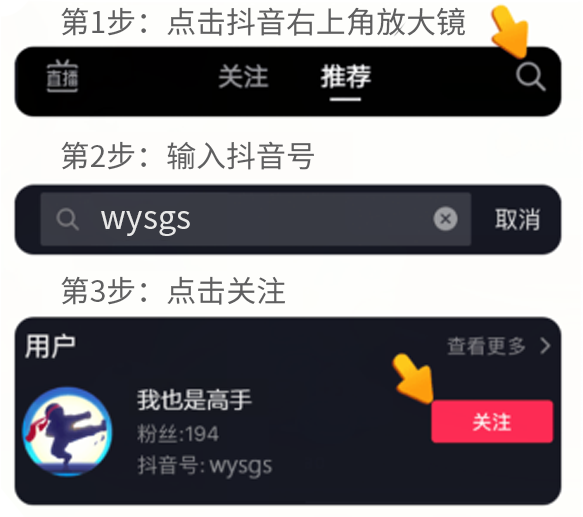 第1步：点击抖音右上角放大镜
直播 关注 推荐
第2步：输入抖音号
wysgs 取消
第3步：点击关注
用户 查看更多
我也是高手
粉丝:194
关注
抖音号: wysgs